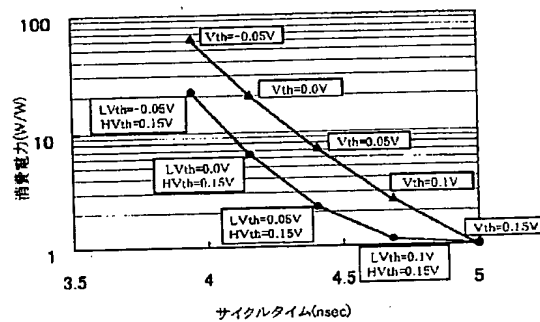 100
10
1
消費電力(W/W)
Vth=-0.05V
Vth=0.0V
Vth=0.05V
Vth=0.1V
Vth=0.15V
LVth=-0.05V
HVth=0.15V
LVth=0.0V
HVth=0.15V
LVth=0.05V
HVth=0.15V
LVth=0.1V
HVth=0.15V
3.5
4
4.5
5
サイクルタイム(nsec)